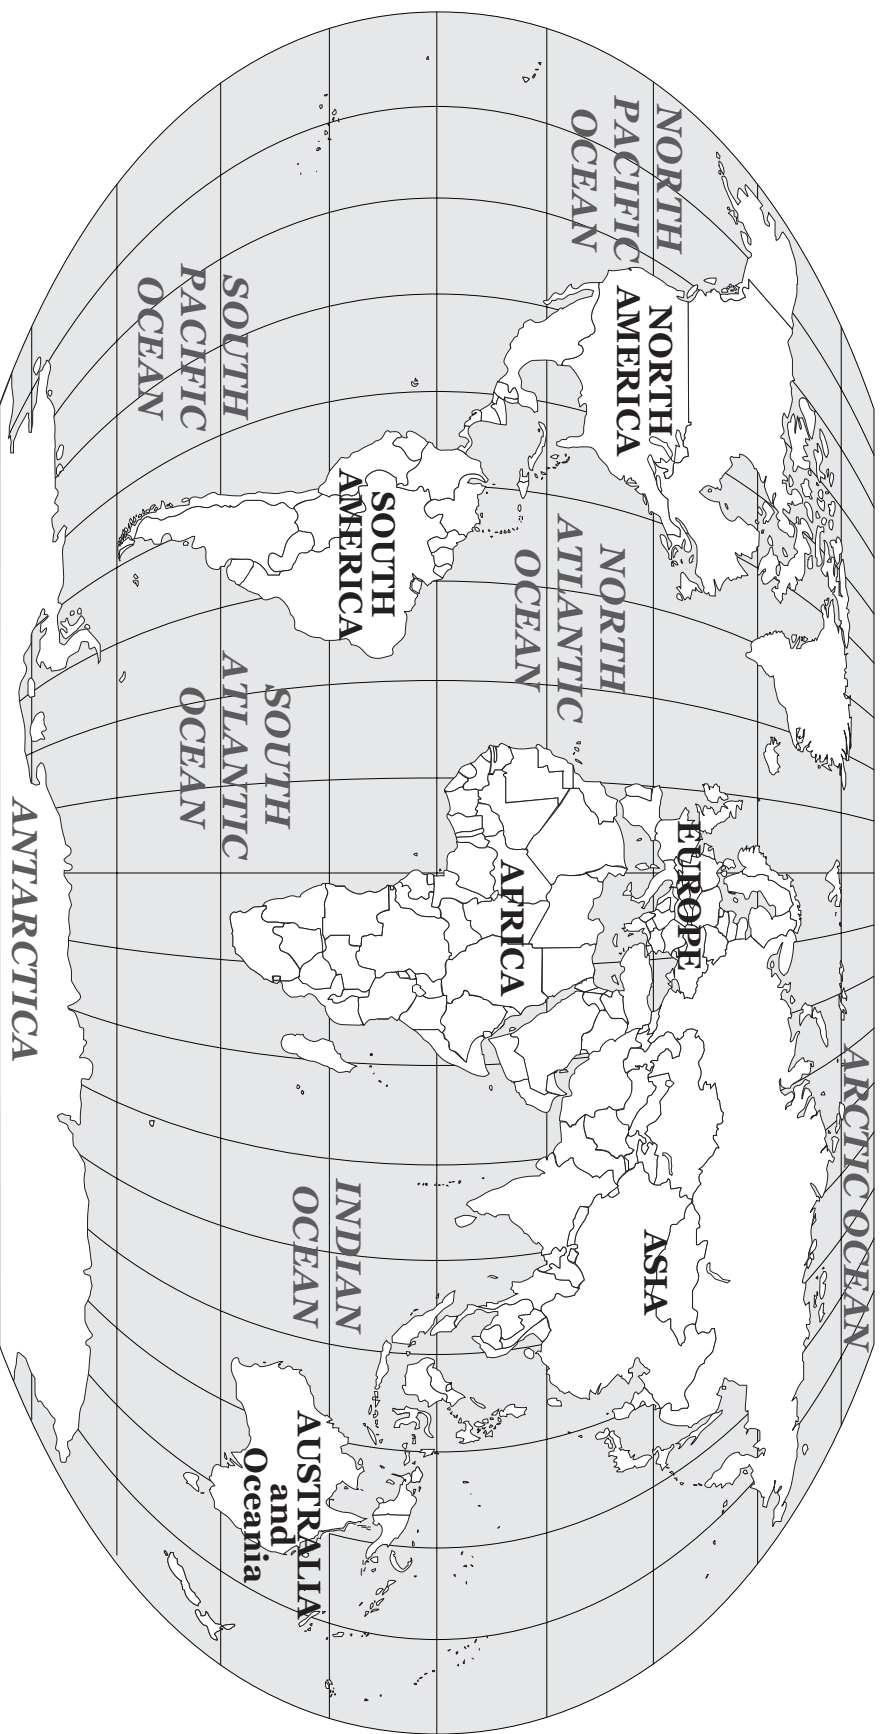 ARCTIC OCEAN
NORTH
PACIFIC
OCEAN
NORTH
AMERICA
EUROPE
ASIA
NORTH
ATLANTIC
OCEAN
AFRICA
SOUTH
AMERICA
SOUTH
PACIFIC
OCEAN
SOUTH
ATLANTIC
OCEAN
INDIAN
OCEAN
AUSTRALIA
and
Oceania
ANTARCTICA